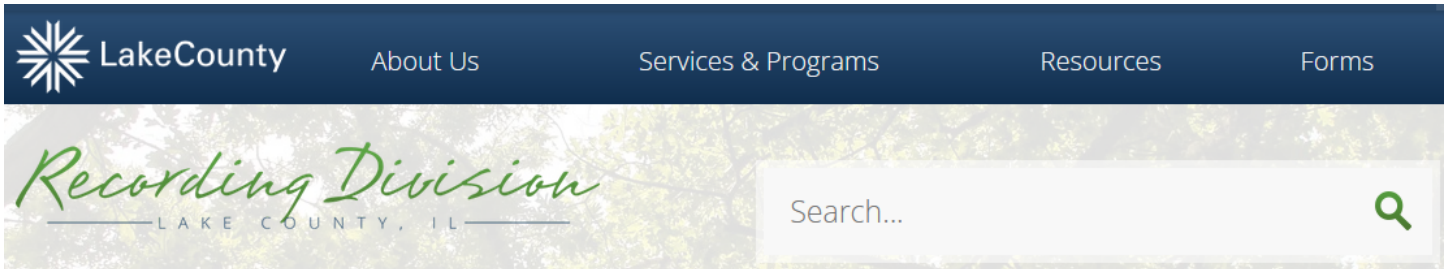 LakeCounty About Us Services & Programs Resources Forms
Recording Division
LAKE COUNTY, IL
Search...